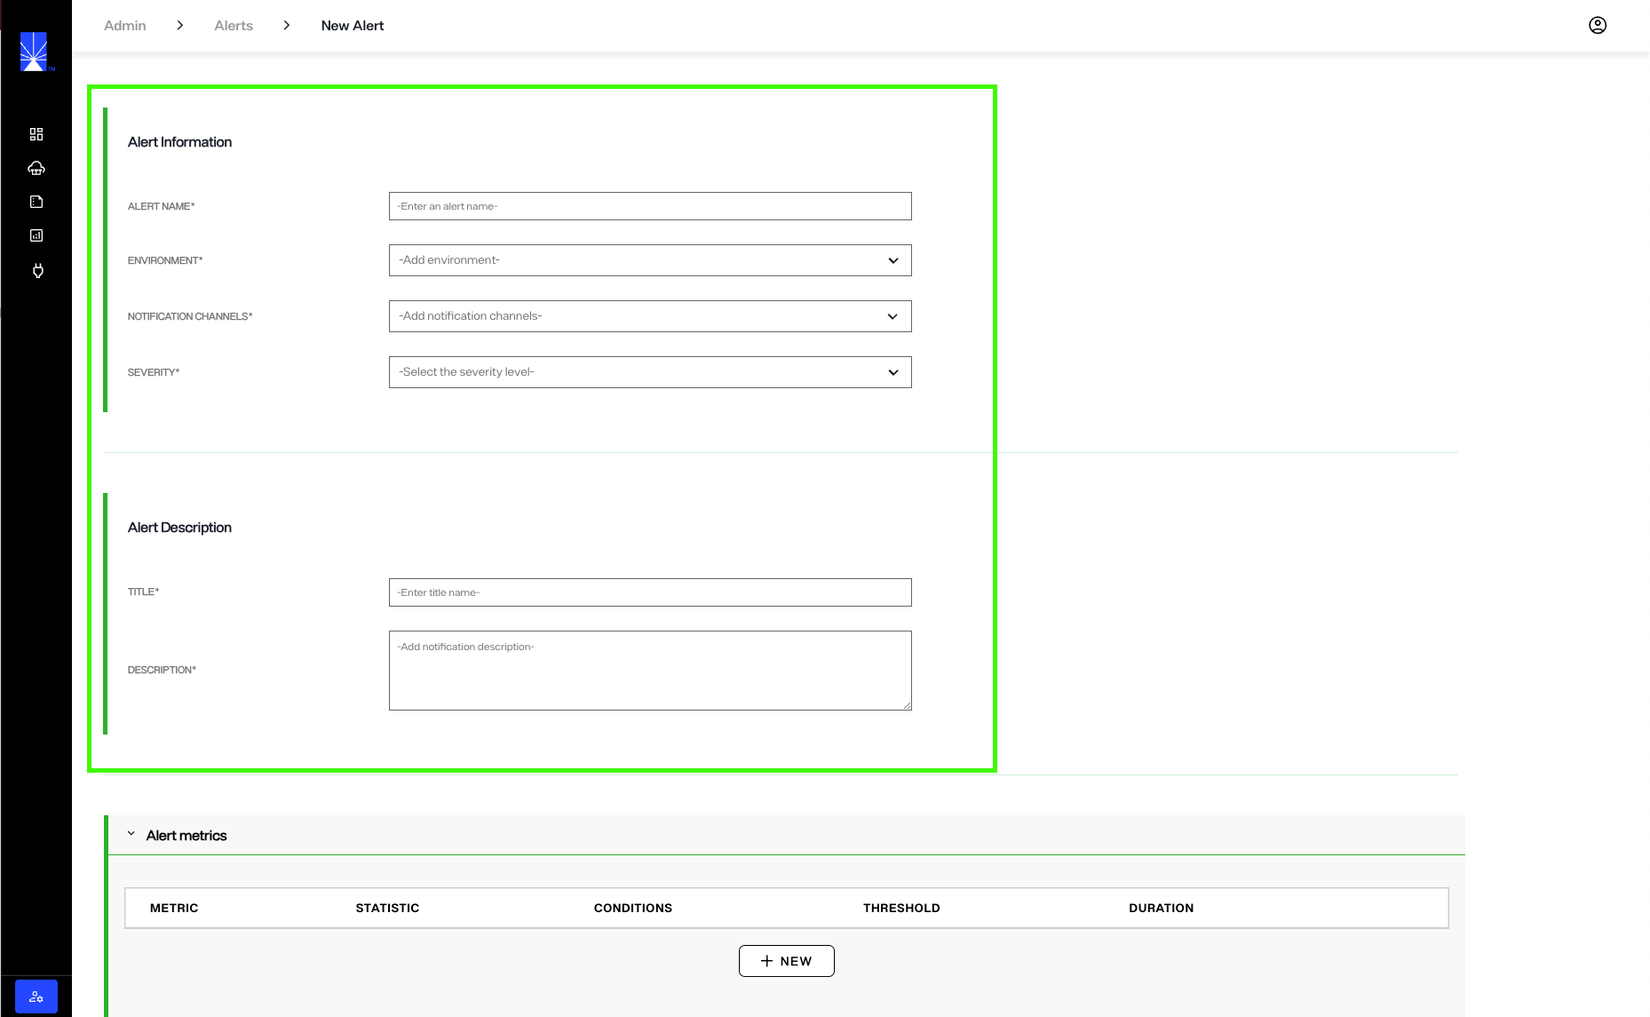 Admin > Alerts > New Alert
TM
Alert Information
ALERT NAME* -Enter an alert name-
ENVIRONMENT* -Add environment-
NOTIFICATION CHANNELS* -Add notification channels-
SEVERITY* -Select the severity level-
Alert Description
TITLE* -Enter title name-
-Add notification description-
DESCRIPTION*
Alert metrics
METRIC STATISTIC CONDITIONS THRESHOLD DURATION
+ NEW